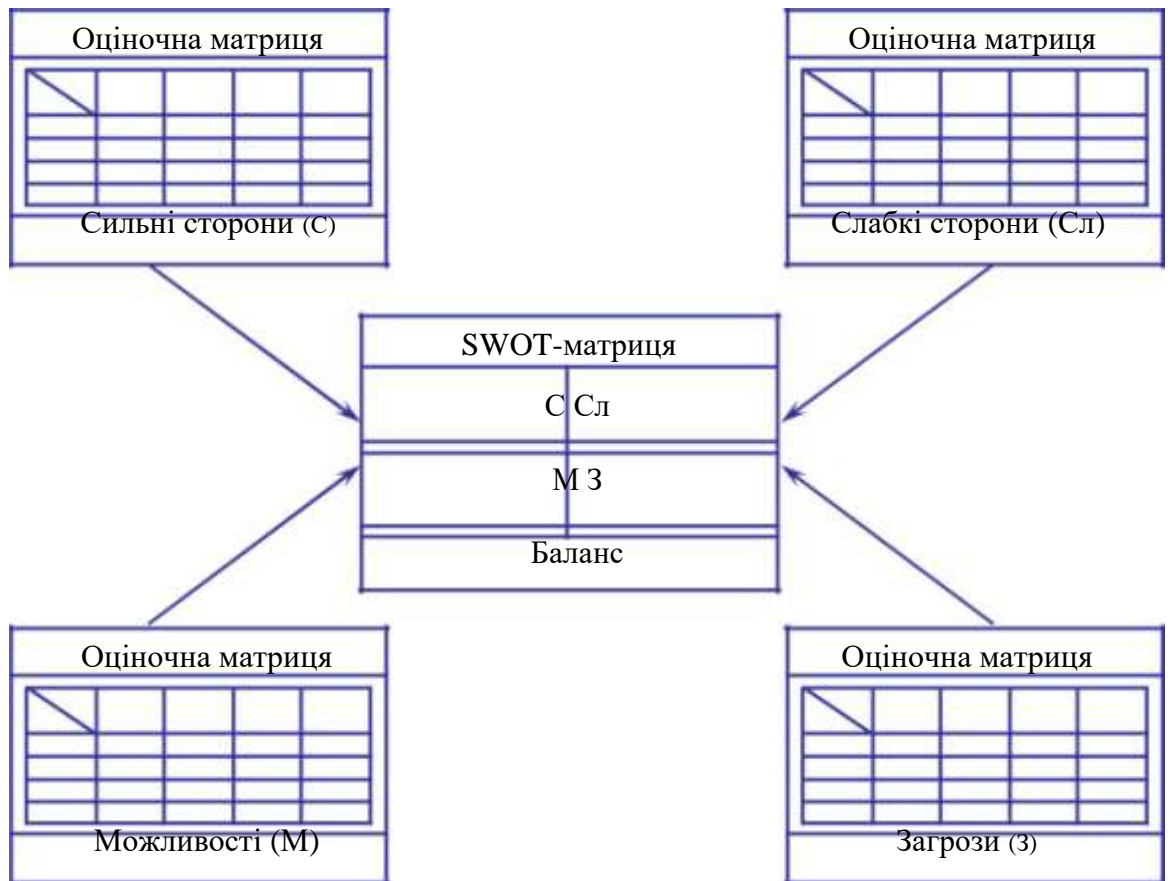 Оціночна матриця
Оціночна матриця
Сильні сторони (С)
Слабкі сторони (Сл)
SWOT-матриця
С Сл
М З
Баланс
Оціночна матриця
Оціночна матриця
Можливості (М)
Загрози (З)